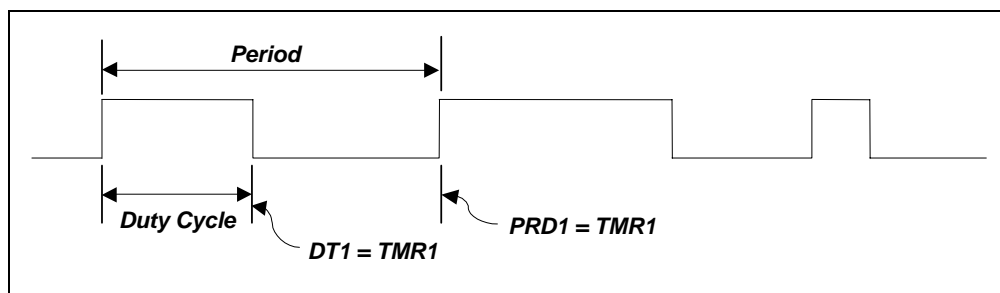 Period
Duty Cycle
DT1 = TMR1
PRD1 = TMR1